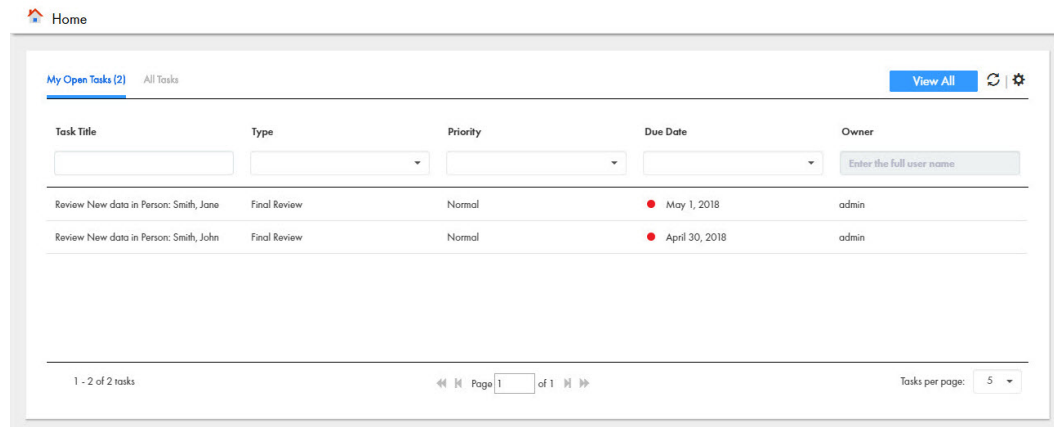 Home
My Open Tasks (2) All Tasks View All
Task Title Type Priority Due Date Owner
Enter the full user name
Review New data in Person: Smith, Jane Final Review Normal May 1, 2018 admin
Review New data in Person: Smith, John Final Review Normal April 30, 2018 admin
1 - 2 of 2 tasks Page 1 of 1 Tasks per page: 5